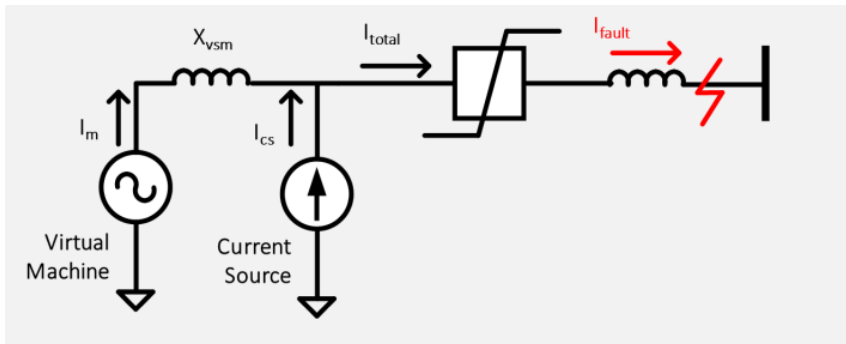 Xvsm
Itotal
Ifault
Im
Ics
Virtual
Machine
Current
Source